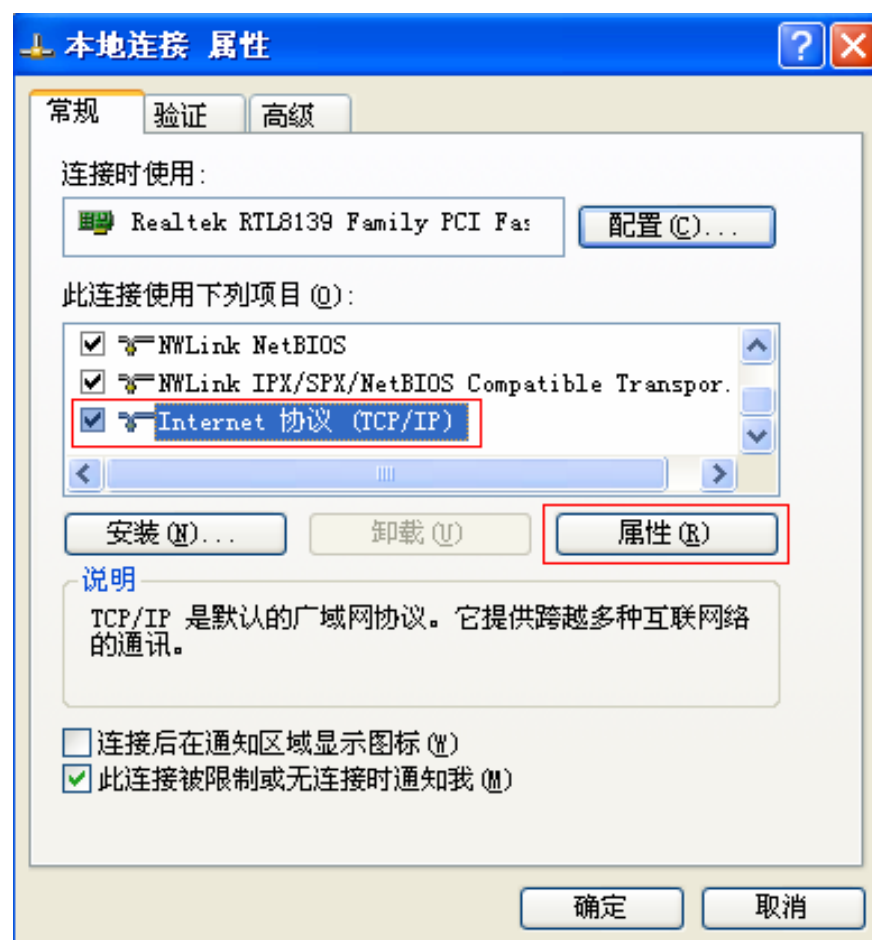 本地连接 属性
常规 验证 高级
连接时使用:
Realtek RTL8139 Family PCI Fas
配置(C)...
此连接使用下列项目(O):
NWLink NetBIOS
NWLink IPX/SPX/NetBIOS Compatible Transpor.
Internet 协议 (TCP/IP)
安装(N)... 卸载(U) 属性(R)
说明
TCP/IP 是默认的广域网协议。它提供跨越多种互联网络
的通讯。
连接后在通知区域显示图标(W)
此连接被限制或无连接时通知我(M)
确定 取消